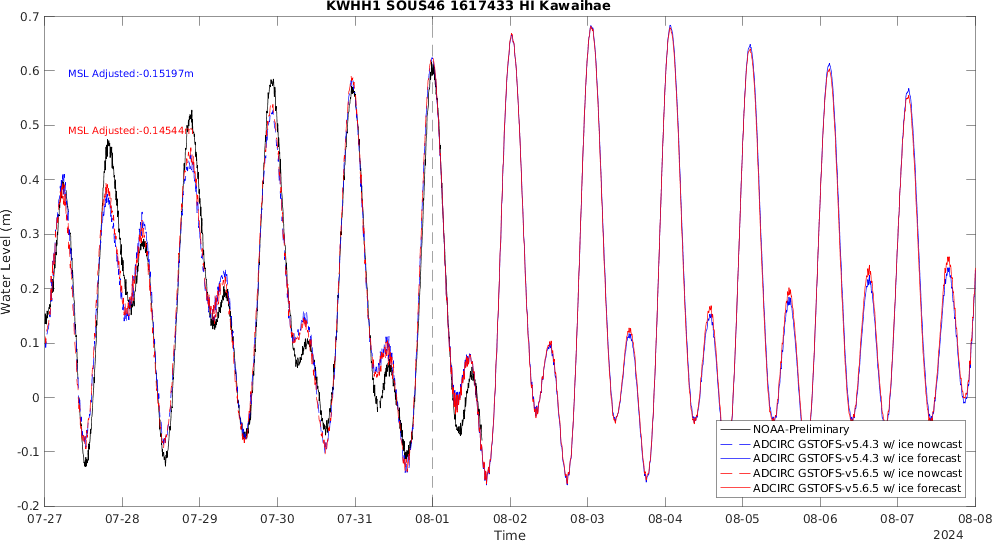 KWHH1 SOUS46 1617433 HI Kawaihae
0.7
0.6
0.5
0.4
0.3
0.2
0.1
0
-0.1
-0.2
Water Level (m)
MSL Adjusted:-0.15197m
MSL Adjusted:-0.14544m
NOAA-Preliminary
ADCIRC GSTOFS-v5.4.3 w/ ice nowcast
ADCIRC GSTOFS-v5.4.3 w/ ice forecast
ADCIRC GSTOFS-v5.6.5 w/ ice nowcast
ADCIRC GSTOFS-v5.6.5 w/ ice forecast
07-27 07-28 07-29 07-30 07-31 08-01 08-02 08-03 08-04 08-05 08-06 08-07 08-08
Time
2024